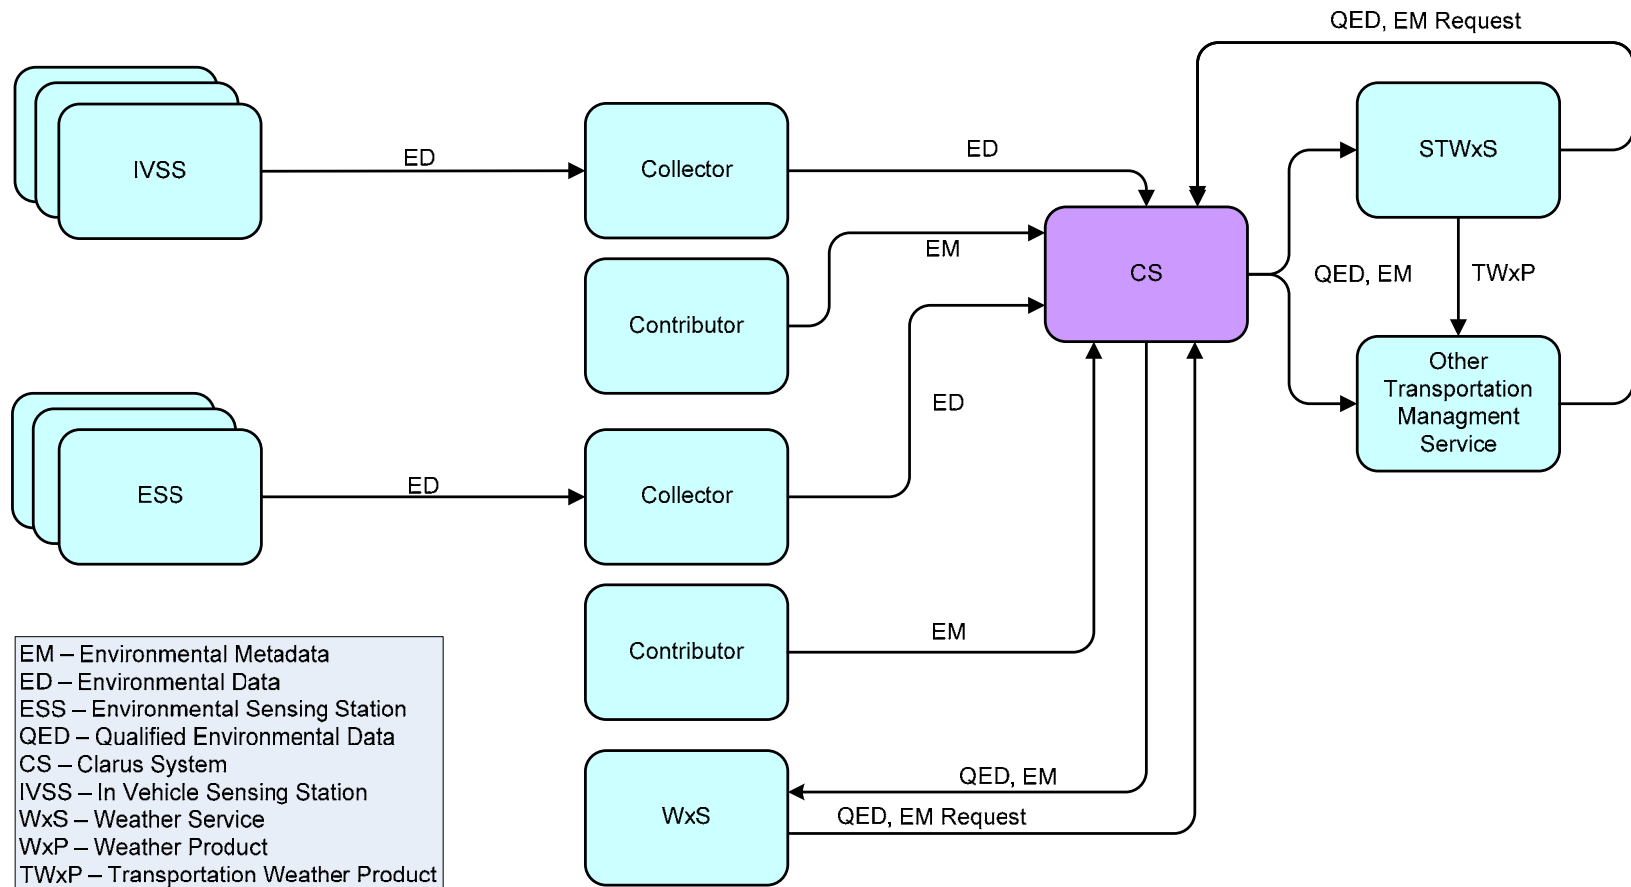 QED, EM Request
IVSS
ED
Collector
ED
STWxS
EM
CS
QED, EM
TWxP
Contributor
Other
Transportation
Managment
Service
ED
ESS
ED
Collector
Contributor
EM
EM – Environmental Metadata
ED – Environmental Data
ESS – Environmental Sensing Station
QED – Qualified Environmental Data
CS – Clarus System
IVSS – In Vehicle Sensing Station
WxS – Weather Service
WxP – Weather Product
TWxP – Transportation Weather Product
WxS
QED, EM
QED, EM Request